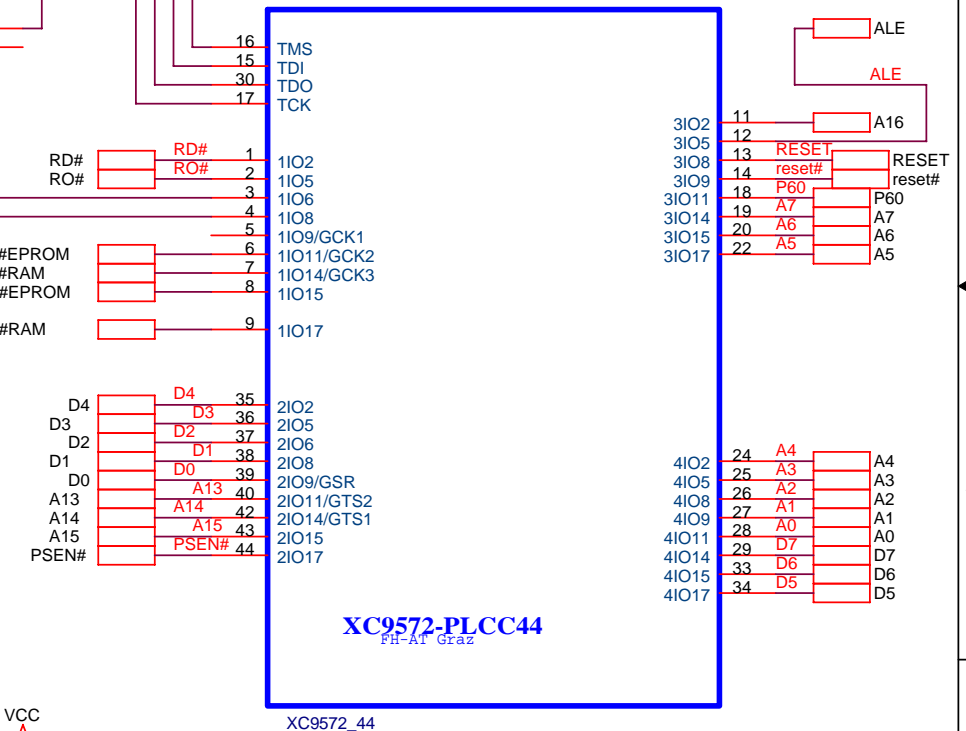 ALE
ALE
16 TMS
15 TDI
30 TDO
17 TCK
3IO2 11 A16
3IO5 12
RD# RD# 1 1IO2
3IO8 13 RESET RESET
RO# RO# 2 1IO5
3IO9 14 reset# reset#
3 1IO6
3IO11 18 P60 P60
4 1IO8
3IO14 19 A7 A7
5 1IO9/GCK1
3IO15 20 A6 A6
#EPROM 6 1IO11/GCK2
3IO17 22 A5 A5
#RAM 7 1IO14/GCK3
#EPROM 8 1IO15
#RAM 9 1IO17
D4 D4 35 2IO2
D3 D3 36 2IO5
D2 D2 37 2IO6
D1 D1 38 2IO8
D0 D0 39 2IO9/GSR
A13 A13 40 2IO11/GTS2
A14 A14 42 2IO14/GTS1
A15 A15 43 2IO15
PSEN# PSEN# 44 2IO17
4IO2 24 A4 A4
4IO5 25 A3 A3
4IO8 26 A2 A2
4IO9 27 A1 A1
4IO11 28 A0 A0
4IO14 29 D7 D7
4IO15 33 D6 D6
4IO17 34 D5 D5
XC9572-PLCC44
FH-AT Graz
VCC
XC9572_44